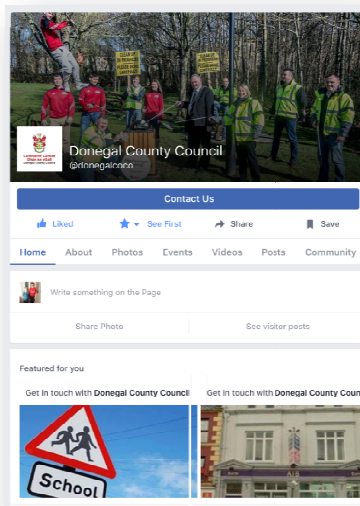 Donegal County Council
@donegalcoco
Contact Us
Liked
See First
Share
Save
Home
About
Photos
Events
Videos
Posts
Community
Write something on the Page
Share Photo
See visitor posts
Featured for you
Get in touch with Donegal County Council
Get in touch with Donegal County Coun
School